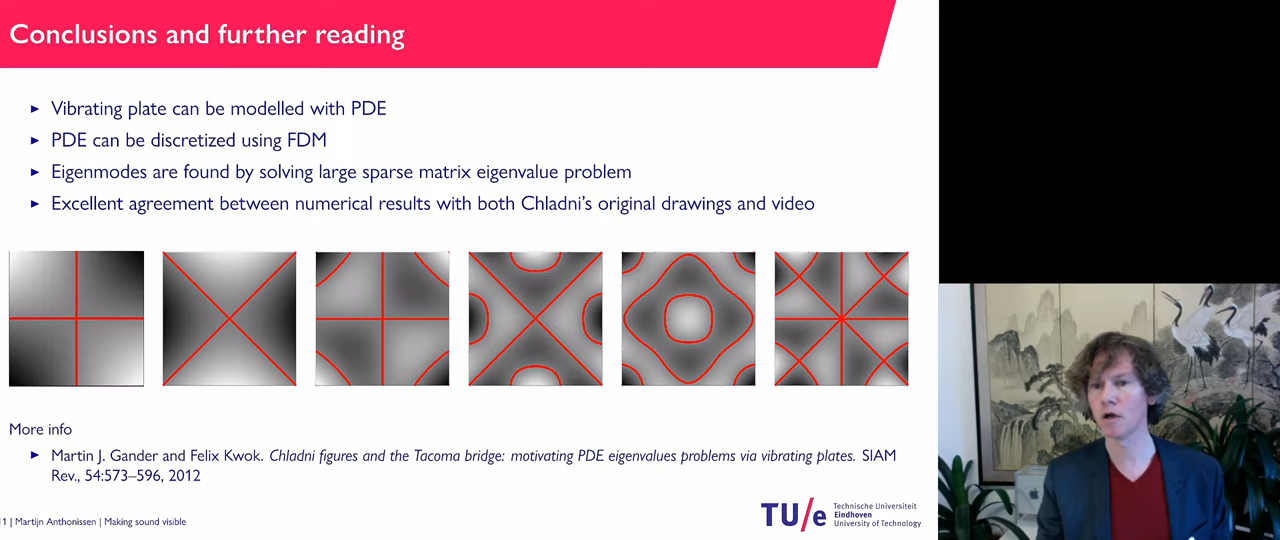 Conclusions and further reading
► Vibrating plate can be modelled with PDE
► PDE can be discretized using FDM
► Eigenmodes are found by solving large sparse matrix eigenvalue problem
► Excellent agreement between numerical results with both Chladni's original drawings and video
More info
► Martin J. Gander and Felix Kwok. Chladni figures and the Tacoma bridge: motivating PDE eigenvalues problems via vibrating plates. SIAM
Rev., 54:573–596, 2012
11 | Martijn Anthonissen | Making sound visible
TU/e
Technische Universiteit
Eindhoven
University of Technology